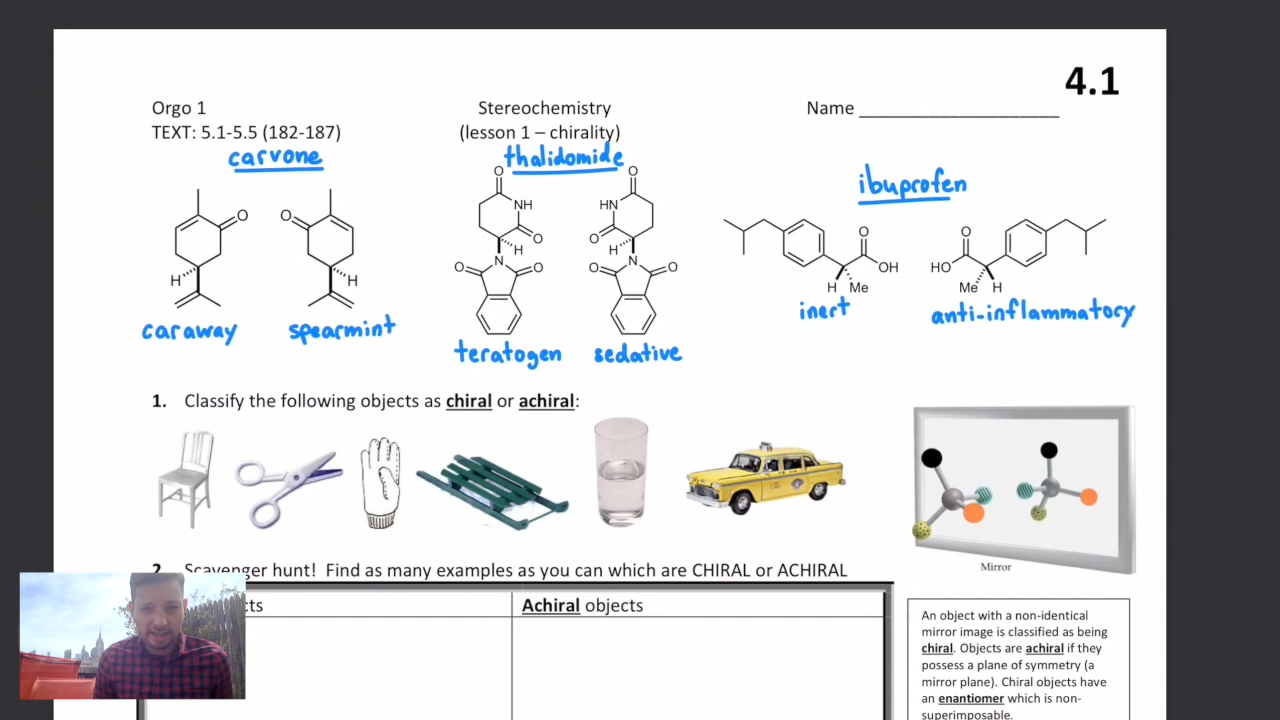 4.1
Orgo 1
Stereochemistry
Name ____________________
TEXT: 5.1-5.5 (182-187)
(lesson 1 – chirality)
carvone
thalidomide
ibuprofen
O
O
H
H
O
NH
O
N
H
O
O
O
HN
O
N
H
O
O
O
OH
H
Me
O
HO
Me
H
caraway
spearmint
teratogen
sedative
inert
anti-inflammatory
1. Classify the following objects as chiral or achiral:
Mirror
2. Scavenger hunt! Find as many examples as you can which are CHIRAL or ACHIRAL
Achiral objects
An object with a non-identical
mirror image is classified as being
chiral. Objects are achiral if they
possess a plane of symmetry (a
mirror plane). Chiral objects have
an enantiomer which is non-
superimposable.